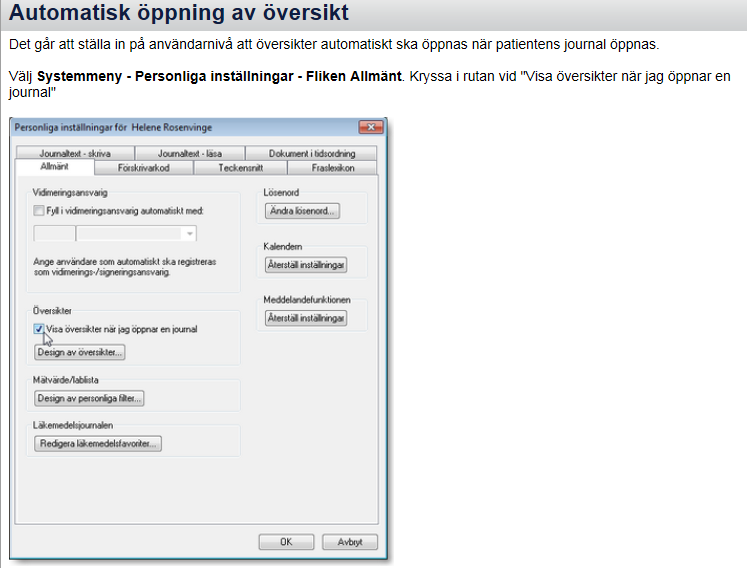 Automatisk öppning av översikt
Det går att ställa in på användarnivå att översikter automatiskt ska öppnas när patientens journal öppnas.
Välj Systemmeny - Personliga inställningar - Fliken Allmänt. Kryssa i rutan vid "Visa översikter när jag öppnar en
journal"
Personliga inställningar för Helene Rosenvinge
Journaltext - skriva
Journaltext - läsa
Dokument i tidsordning
Allmänt
Förskrivarkod
Teckensnitt
Fraslexikon
Vidimeringsansvarig
Fyll i vidimeringsansvarig automatiskt med:
Ange användare som automatiskt ska registreras
som vidimerings-/signeringsansvarig.
Översikter
Visa översikter när jag öppnar en journal
Design av översikter...
Mätvärde/lablista
Design av personliga filter...
Läkemedelsjournalen
Redigera läkemedelsfavoriter...
Lösenord
Ändra lösenord...
Kalendern
Återställ inställningar
Meddelandefunktionen
Återställ inställningar
OK
Avbryt